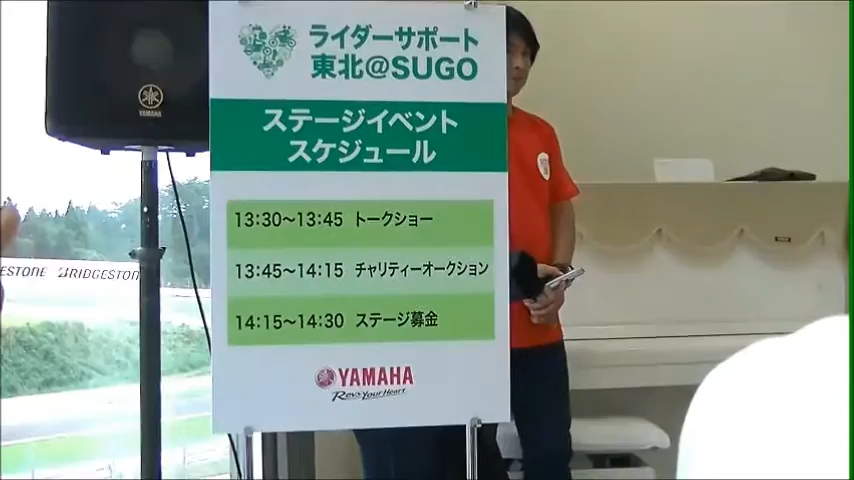 ライダーサポート
東北@SUGO
ステージイベント
スケジュール
13:30～13:45 トークショー
13:45～14:15 チャリティーオークション
14:15～14:30 ステージ募金
YAMAHA
Revs Your Heart
YAMAHA
BRIDGESTONE